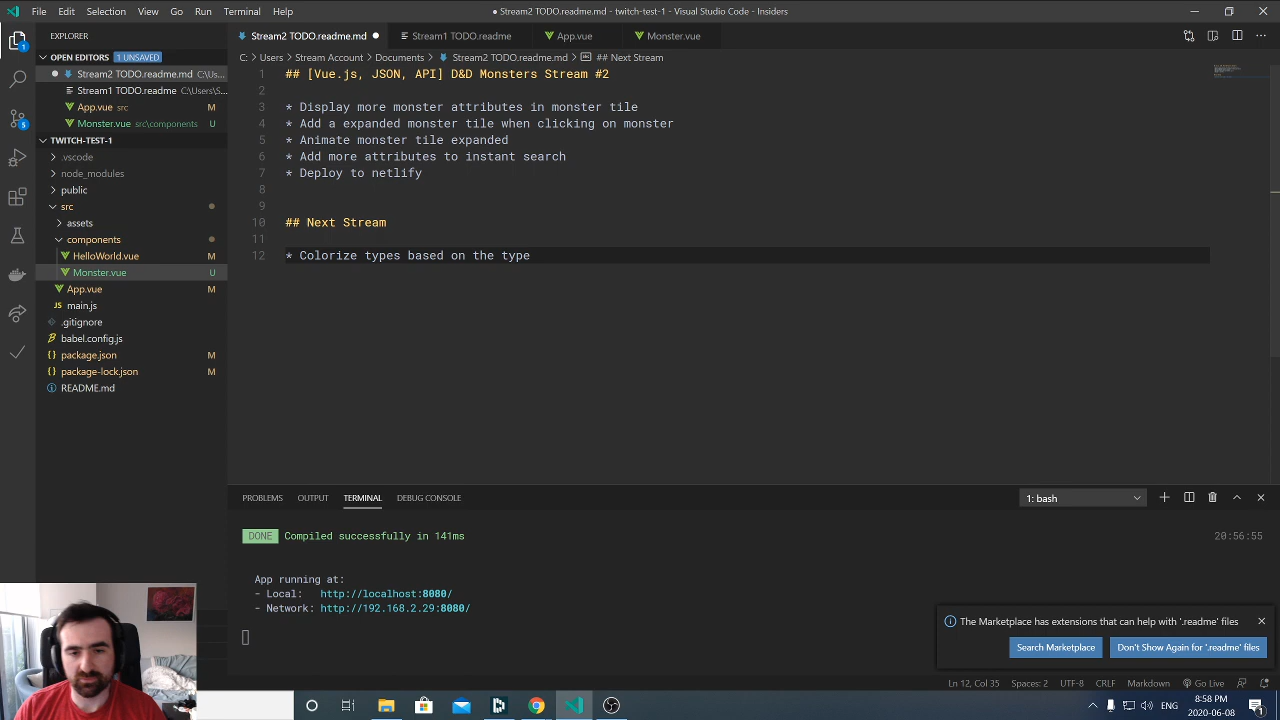 File Edit Selection View Go Run Terminal Help
Stream2 TODO.readme.md - twitch-test-1 - Visual Studio Code - Insiders
EXPLORER
Stream2 TODO.readme.md
Stream1 TODO.readme
App.vue
Monster.vue
OPEN EDITORS 1 UNSAVED
Stream2 TODO.readme.md C:\Us...
Stream1 TODO.readme C:\Users\S...
App.vue src M
Monster.vue src\components U
TWITCH-TEST-1
.vscode
node_modules
public
src
assets
components
HelloWorld.vue M
Monster.vue U
App.vue M
JS main.js
.gitignore
babel.config.js
{} package.json M
{} package-lock.json M
README.md
1
5
C: > Users > Stream Account > Documents > Stream2 TODO.readme.md > ## Next Stream
1 ## [Vue.js, JSON, API] D&D Monsters Stream #2
2
3 * Display more monster attributes in monster tile
4 * Add a expanded monster tile when clicking on monster
5 * Animate monster tile expanded
6 * Add more attributes to instant search
7 * Deploy to netlify
8
9
10 ## Next Stream
11
12 * Colorize types based on the type
PROBLEMS OUTPUT TERMINAL DEBUG CONSOLE
1: bash
DONE Compiled successfully in 141ms 20:56:55
App running at:
- Local: http://localhost:8080/
- Network: http://192.168.2.29:8080/
The Marketplace has extensions that can help with '.readme' files
Search Marketplace
Don't Show Again for '.readme' files
Ln 12, Col 35 Spaces: 2 UTF-8 CRLF Markdown Go Live
ENG
8:58 PM
2020-06-08